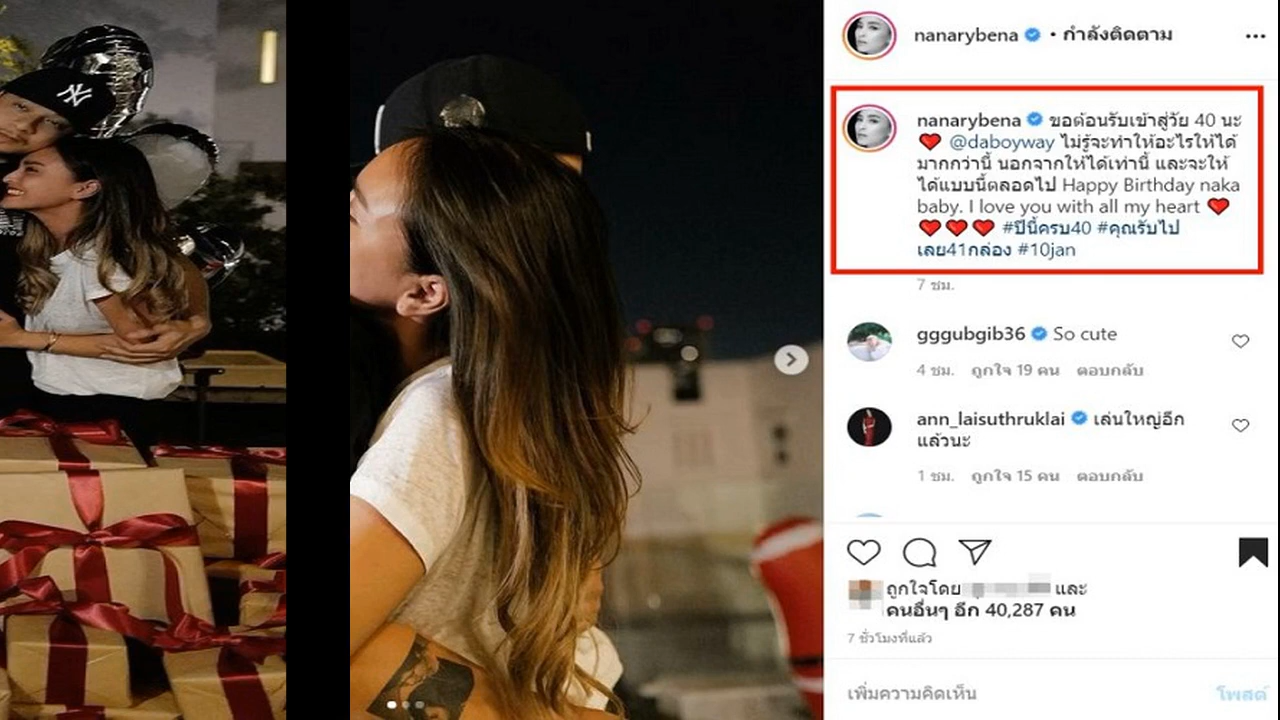 NY
nanarybena • กำลังติดตาม
nanarybena ขอต้อนรับเข้าสู่วัย 40 นะ
❤ @daboyway ไม่รู้จะทำให้อะไรให้ได้
มากกว่านี้ นอกจากให้ได้เท่านี้ และจะให้
ได้แบบนี้ตลอดไป Happy Birthday naka
baby. I love you with all my heart ❤
❤❤❤ #ปีนี้ครบ40 #คุณรับไป
เลย41กล่อง #10jan
7 ชม.
gggubgib36 So cute
4 ชม. ถูกใจ 19 คน ตอบกลับ
ann_laisuthruklai เล่นใหญ่อีก
แล้วนะ
1 ชม. ถูกใจ 15 คน ตอบกลับ
ถูกใจโดย และ
คนอื่นๆ อีก 40,287 คน
7 ชั่วโมงที่แล้ว
เพิ่มความคิดเห็น โพสต์